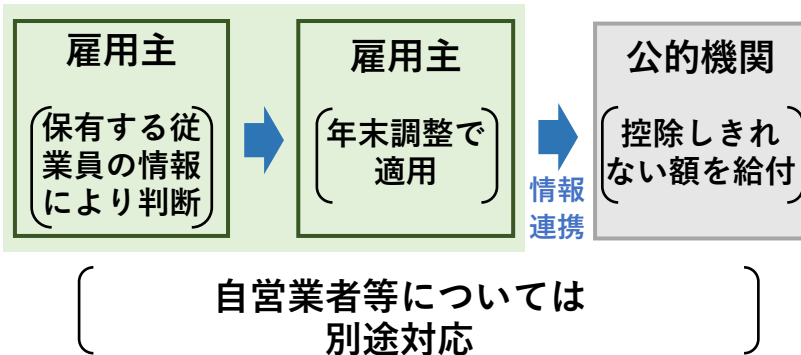 雇用主
保有する従
業員の情報
により判断
雇用主
年末調整で
適用
情報
連携
公的機関
控除しきれ
ない額を給付
自営業者等については
別途対応